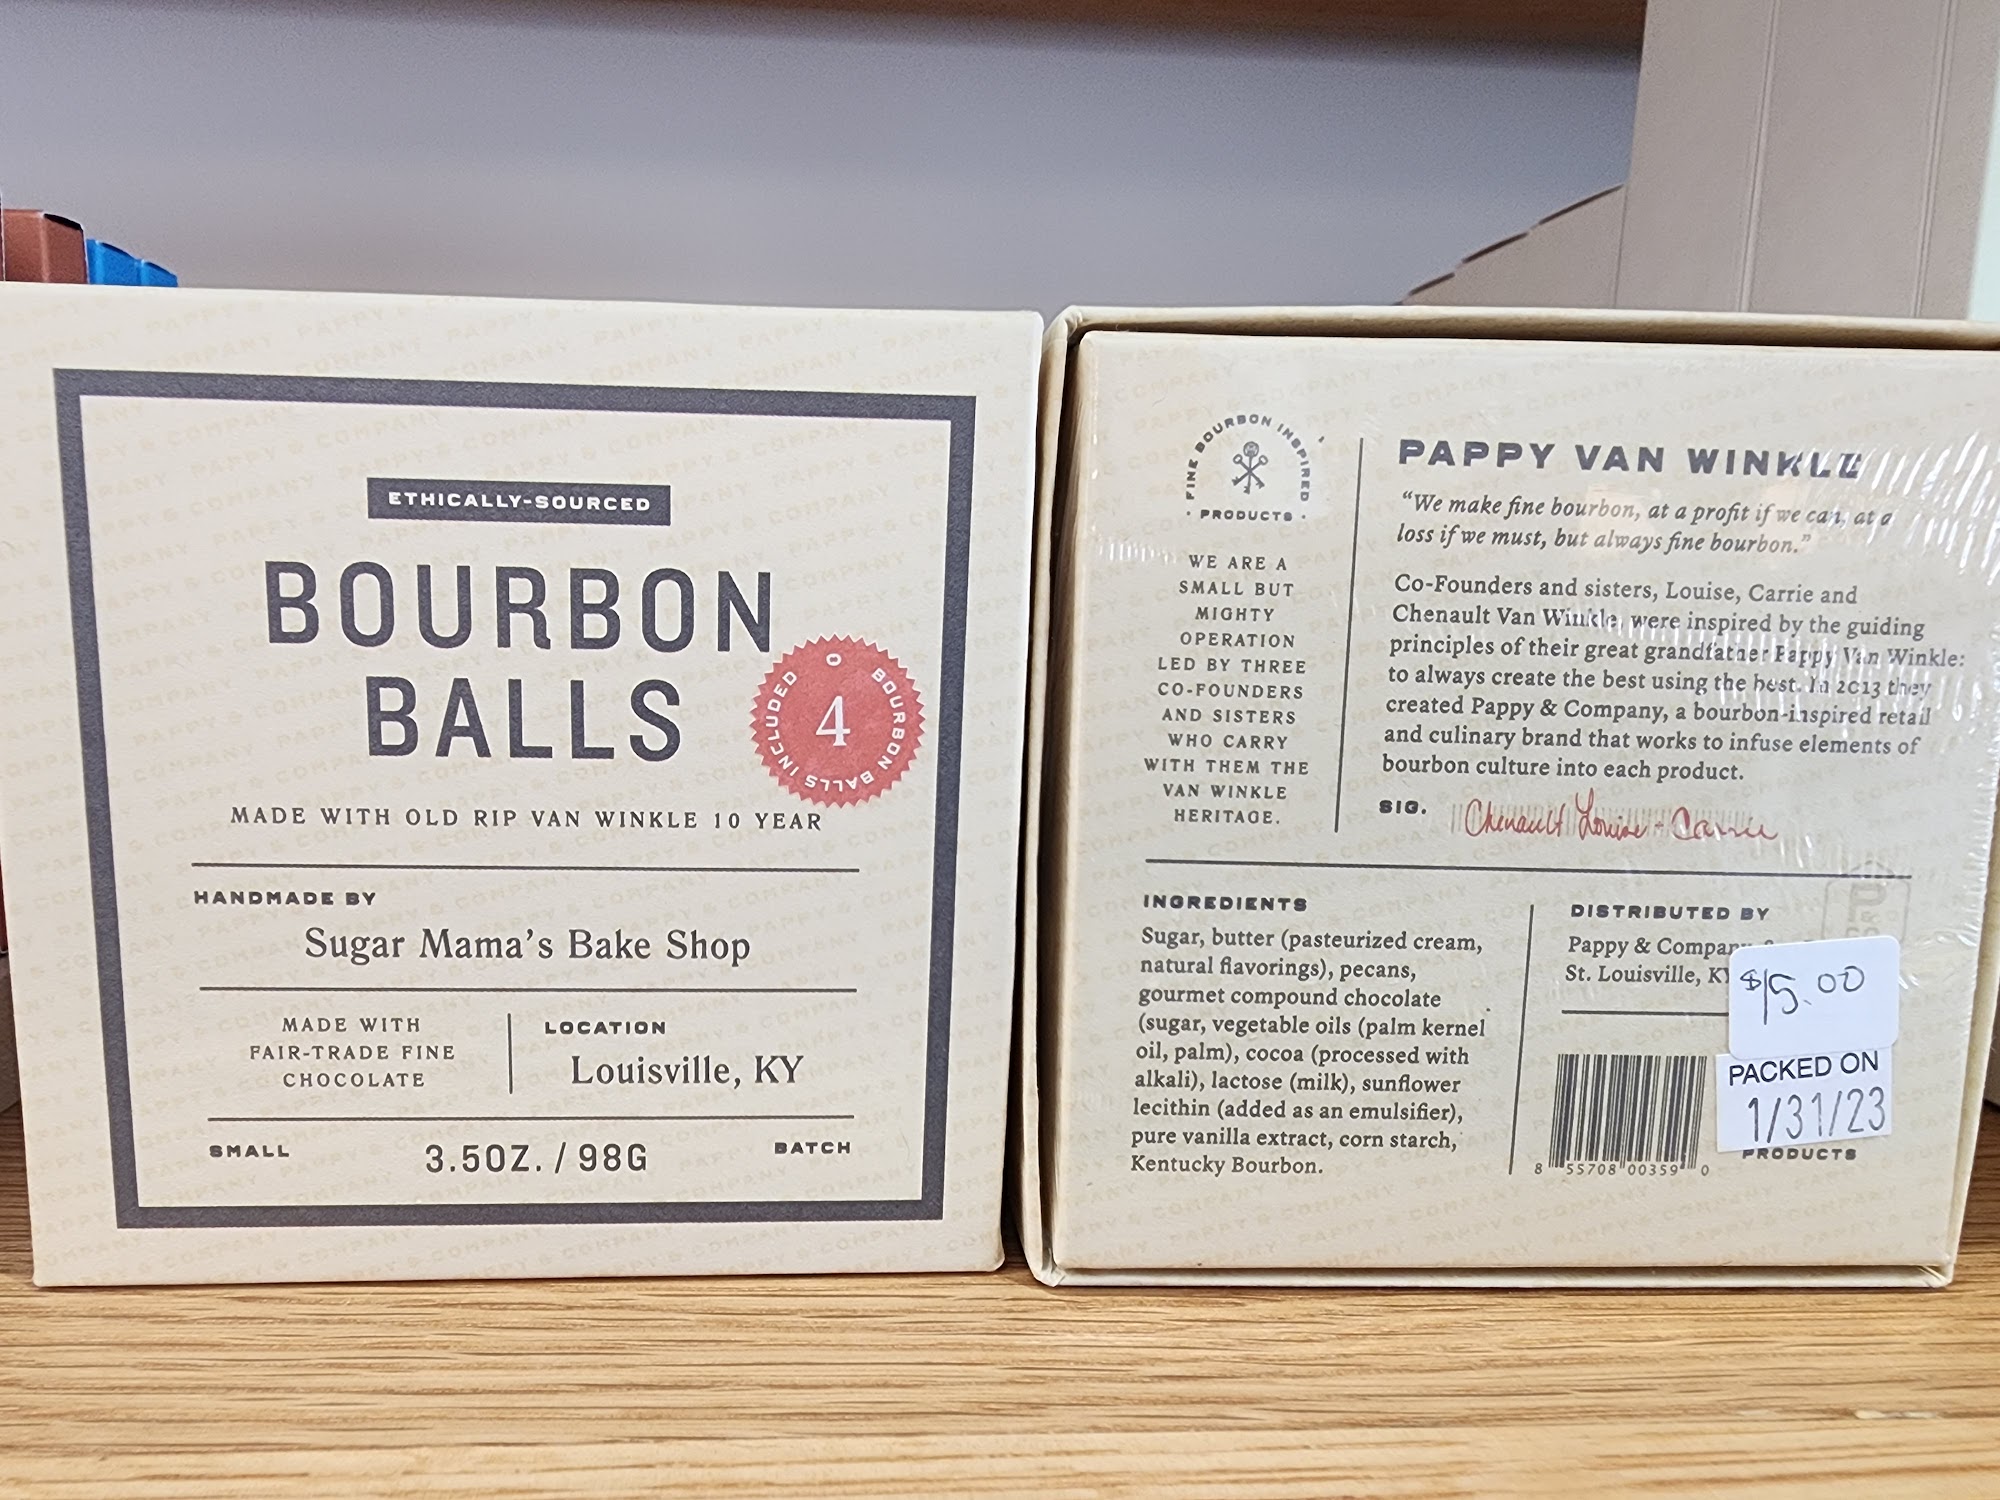 ETHICALLY-SOURCED
BOURBON
BALLS
4
BOURBON BALLS INCLUDED
MADE WITH OLD RIP VAN WINKLE 10 YEAR
HANDMADE BY
Sugar Mama's Bake Shop
MADE WITH
FAIR-TRADE FINE
CHOCOLATE
LOCATION
Louisville, KY
SMALL
3.5OZ. / 98G
BATCH
FINE BOURBON INSPIRED
• PRODUCTS •
WE ARE A
SMALL BUT
MIGHTY
OPERATION
LED BY THREE
CO-FOUNDERS
AND SISTERS
WHO CARRY
WITH THEM THE
VAN WINKLE
HERITAGE.
PAPPY VAN WINKLE
“We make fine bourbon, at a profit if we can, at a
loss if we must, but always fine bourbon.”
Co-Founders and sisters, Louise, Carrie and
Chenault Van Winkle, were inspired by the guiding
principles of their great grandfather Pappy Van Winkle:
to always create the best using the best. In 2013 they
created Pappy & Company, a bourbon-inspired retail
and culinary brand that works to infuse elements of
bourbon culture into each product.
SIG. Chenault Louise + Carrie
INGREDIENTS
Sugar, butter (pasteurized cream,
natural flavorings), pecans,
gourmet compound chocolate
(sugar, vegetable oils (palm kernel
oil, palm), cocoa (processed with
alkali), lactose (milk), sunflower
lecithin (added as an emulsifier),
pure vanilla extract, corn starch,
Kentucky Bourbon.
DISTRIBUTED BY
Pappy & Company
St. Louisville, KY
$15.00
PACKED ON
1/31/23
PRODUCTS
8 55708 00359 0